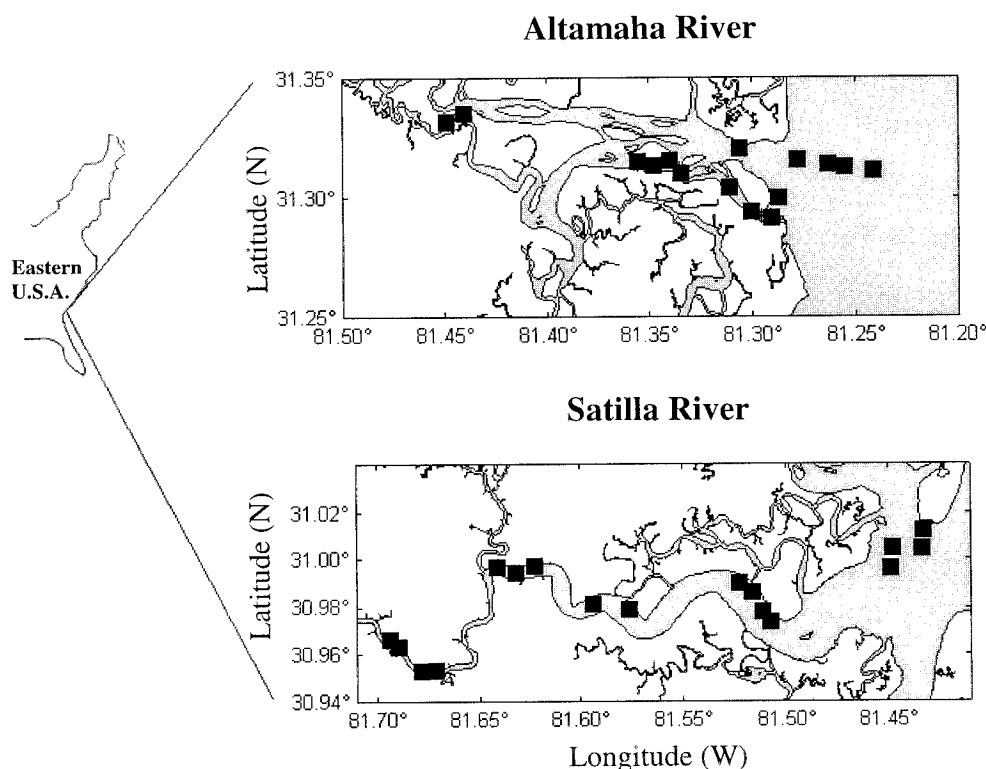 Altamaha River
31.35°
31.30°
31.25°
Latitude (N)
81.50° 81.45° 81.40° 81.35° 81.30° 81.25° 81.20°
Eastern
U.S.A.
Satilla River
31.02°
31.00°
30.98°
30.96°
30.94°
Latitude (N)
81.70° 81.65° 81.60° 81.55° 81.50° 81.45°
Longitude (W)